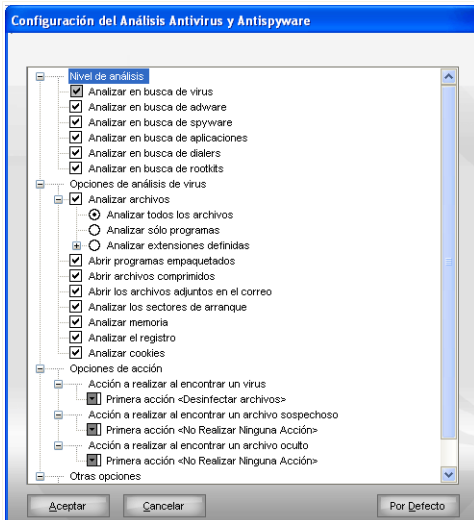 Configuración del Análisis Antivirus y Antispyware
Nivel de análisis
Analizar en busca de virus
Analizar en busca de adware
Analizar en busca de spyware
Analizar en busca de aplicaciones
Analizar en busca de dialers
Analizar en busca de rootkits
Opciones de análisis de virus
Analizar archivos
Analizar todos los archivos
Analizar sólo programas
Analizar extensiones definidas
Abrir programas empaquetados
Abrir archivos comprimidos
Abrir los archivos adjuntos en el correo
Analizar los sectores de arranque
Analizar memoria
Analizar el registro
Analizar cookies
Opciones de acción
Acción a realizar al encontrar un virus
Primera acción <Desinfectar archivos>
Acción a realizar al encontrar un archivo sospechoso
Primera acción <No Realizar Ninguna Acción>
Acción a realizar al encontrar un archivo oculto
Primera acción <No Realizar Ninguna Acción>
Otras opciones
Aceptar
Cancelar
Por Defecto